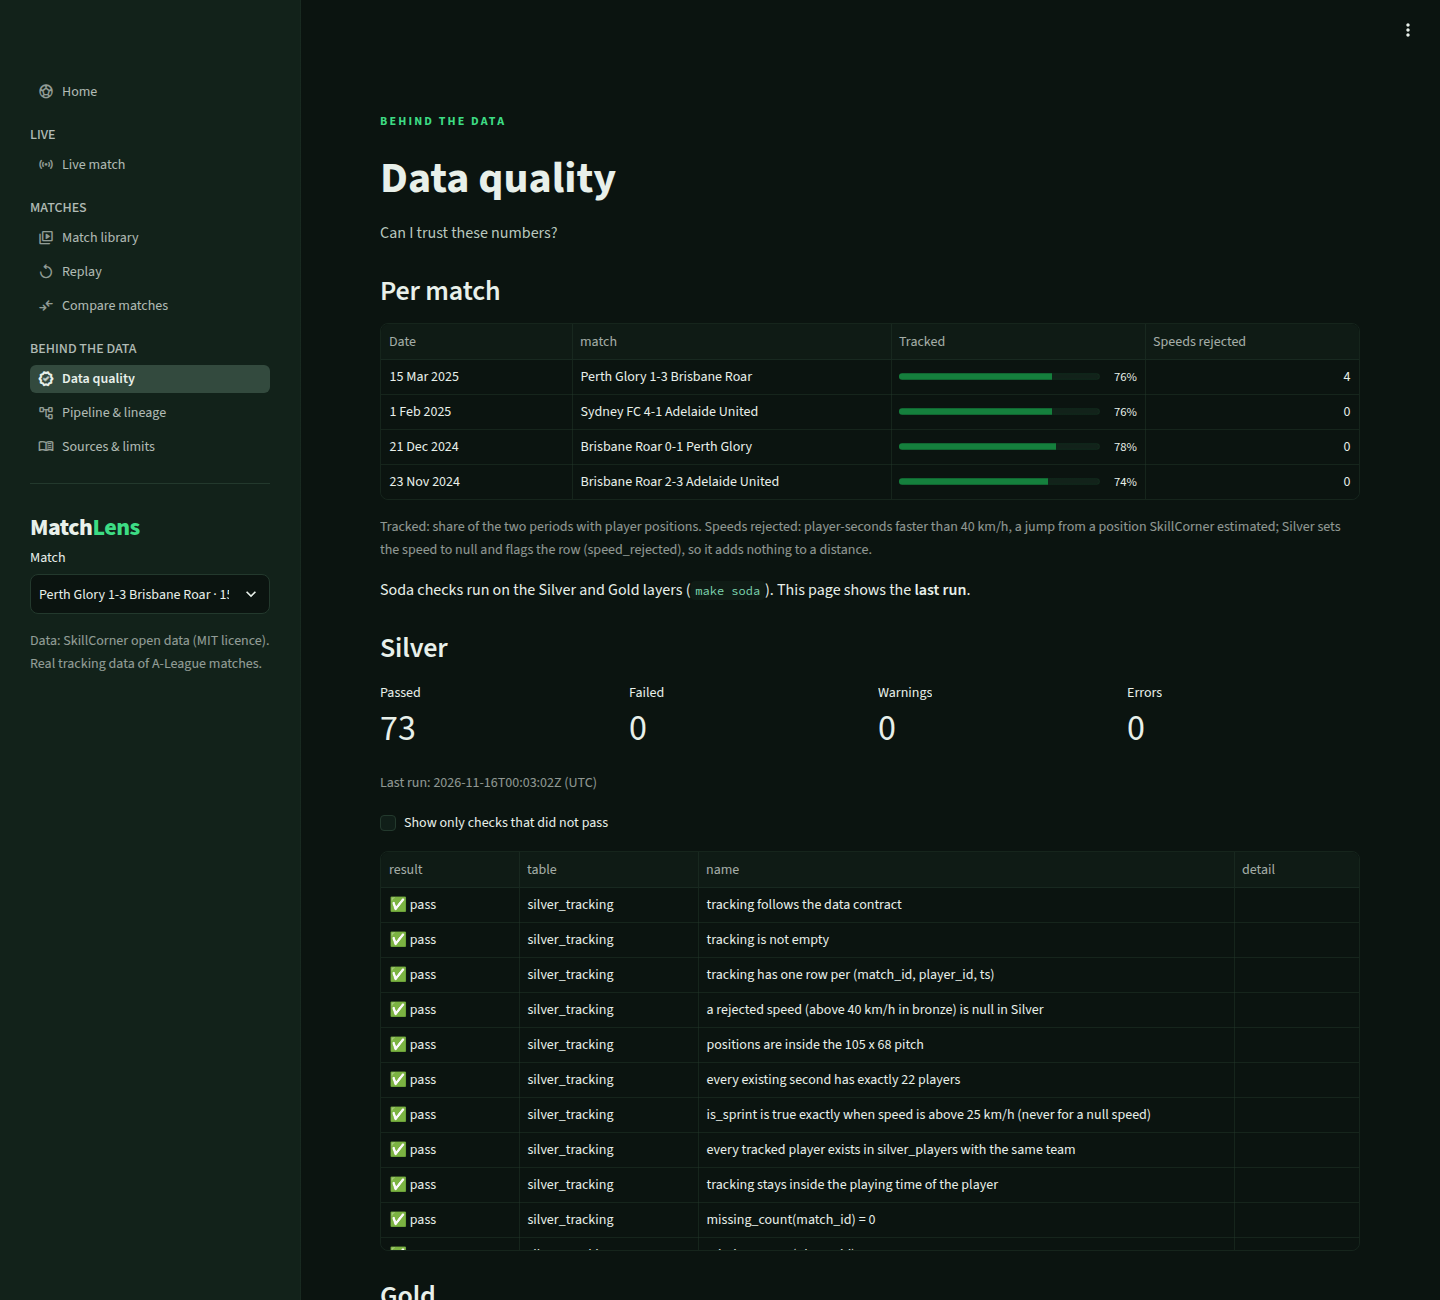 Home
LIVE
Live match
MATCHES
Match library
Replay
Compare matches
BEHIND THE DATA
Data quality
Pipeline & lineage
Sources & limits
MatchLens
Match
Perth Glory 1-3 Brisbane Roar · 15
Data: SkillCorner open data (MIT licence).
Real tracking data of A-League matches.
BEHIND THE DATA
Data quality
Can I trust these numbers?
Per match
Date match Tracked Speeds rejected
15 Mar 2025 Perth Glory 1-3 Brisbane Roar 76% 4
1 Feb 2025 Sydney FC 4-1 Adelaide United 76% 0
21 Dec 2024 Brisbane Roar 0-1 Perth Glory 78% 0
23 Nov 2024 Brisbane Roar 2-3 Adelaide United 74% 0
Tracked: share of the two periods with player positions. Speeds rejected: player-seconds faster than 40 km/h, a jump from a position SkillCorner estimated; Silver sets
the speed to null and flags the row (speed_rejected), so it adds nothing to a distance.
Soda checks run on the Silver and Gold layers ( make soda ). This page shows the last run.
Silver
Passed Failed Warnings Errors
73 0 0 0
Last run: 2026-11-16T00:03:02Z (UTC)
Show only checks that did not pass
result table name detail
✅ pass silver_tracking tracking follows the data contract
✅ pass silver_tracking tracking is not empty
✅ pass silver_tracking tracking has one row per (match_id, player_id, ts)
✅ pass silver_tracking a rejected speed (above 40 km/h in bronze) is null in Silver
✅ pass silver_tracking positions are inside the 105 x 68 pitch
✅ pass silver_tracking every existing second has exactly 22 players
✅ pass silver_tracking is_sprint is true exactly when speed is above 25 km/h (never for a null speed)
✅ pass silver_tracking every tracked player exists in silver_players with the same team
✅ pass silver_tracking tracking stays inside the playing time of the player
✅ pass silver_tracking missing_count(match_id) = 0
Gold